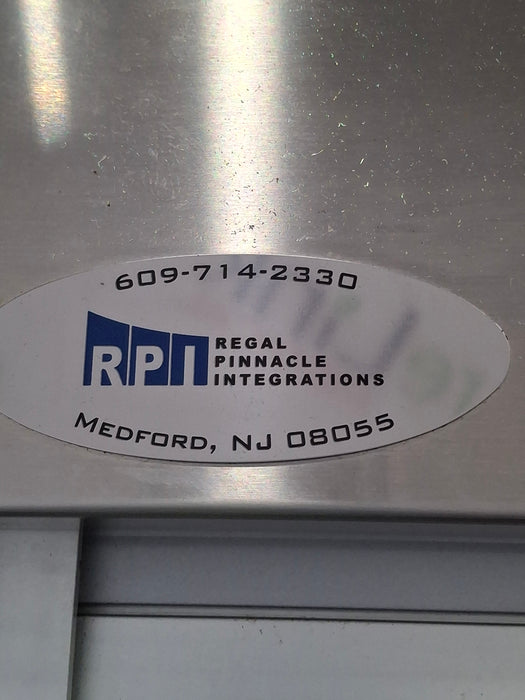 609-714-2330
RPI REGAL
PINNACLE
INTEGRATIONS
MEDFORD, NJ 08055